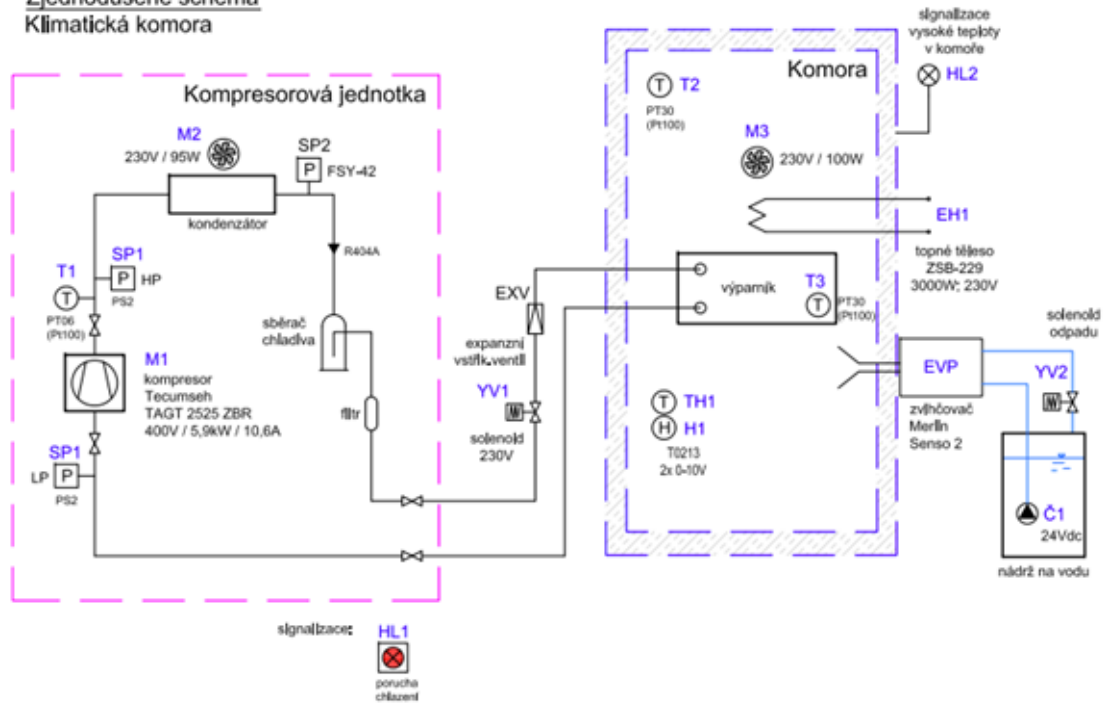 Zjednodušené schéma
Klimatická komora
Kompresorová jednotka
M2
230V / 95W
SP2
P
FSY-42
kondenzátor
R404A
SP1
P
HP
PS2
T1
T
PT06
(Pt100)
M1
kompresor
Tecumseh
TAGT 2525 ZBR
400V / 5,9kW / 10,6A
SP1
LP
P
PS2
sběrač
chladiva
filtr
EXV
expanzní
vstřik.ventil
YV1
solenoid
230V
Komora
T
T2
PT30
(Pt100)
M3
230V / 100W
EH1
topné těleso
ZSB-229
3000W; 230V
výparník
T3
T
PT30
(Pt100)
T
TH1
H
H1
T0213
2x 0-10V
signalizace
vysoké teploty
v komoře
HL2
EVP
zvlhčovač
Merlin
Senso 2
solenoid
odpadu
YV2
Č1
24Vdc
nádrž na vodu
signalizace:
HL1
porucha
chlazení